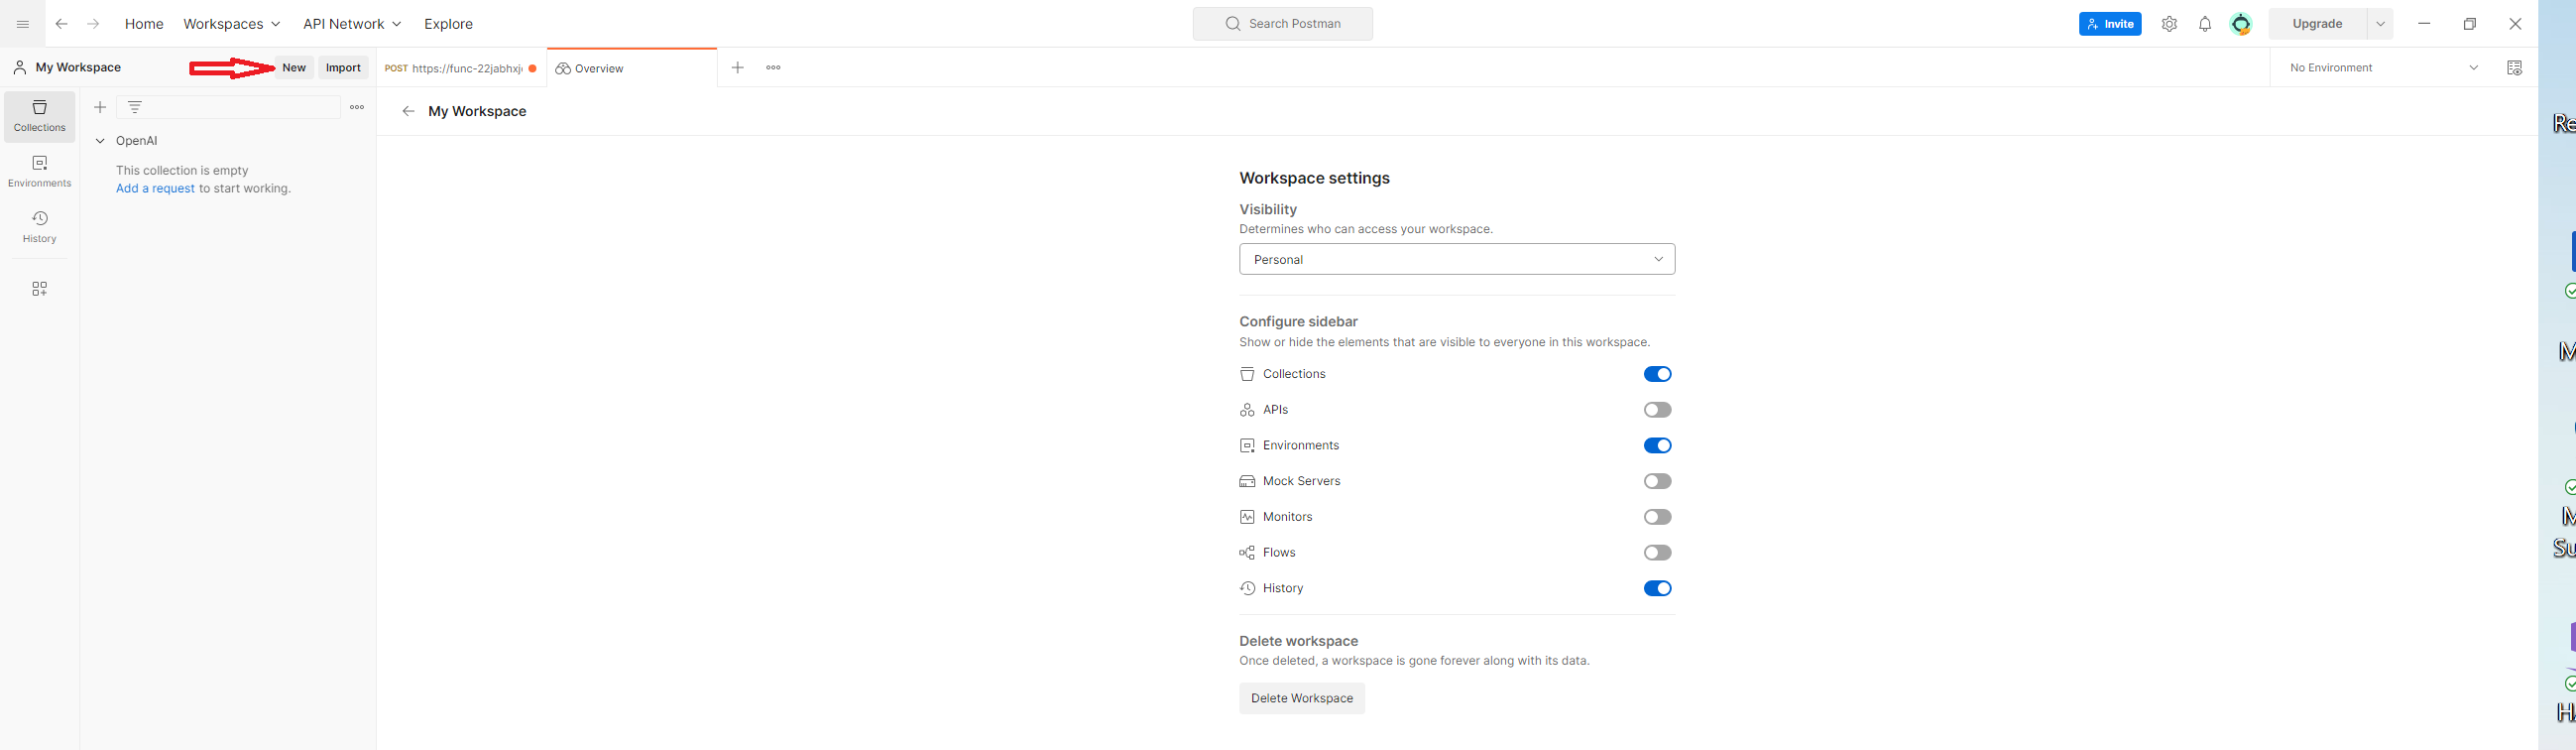 Home Workspaces API Network Explore Search Postman Invite Upgrade
My Workspace New Import POST https://func-22jabhxj Overview No Environment
Collections
Environments
History
OpenAI
This collection is empty
Add a request to start working.
My Workspace
Workspace settings
Visibility
Determines who can access your workspace.
Personal
Configure sidebar
Show or hide the elements that are visible to everyone in this workspace.
Collections
APIs
Environments
Mock Servers
Monitors
Flows
History
Delete workspace
Once deleted, a workspace is gone forever along with its data.
Delete Workspace
Re
M
M
Su